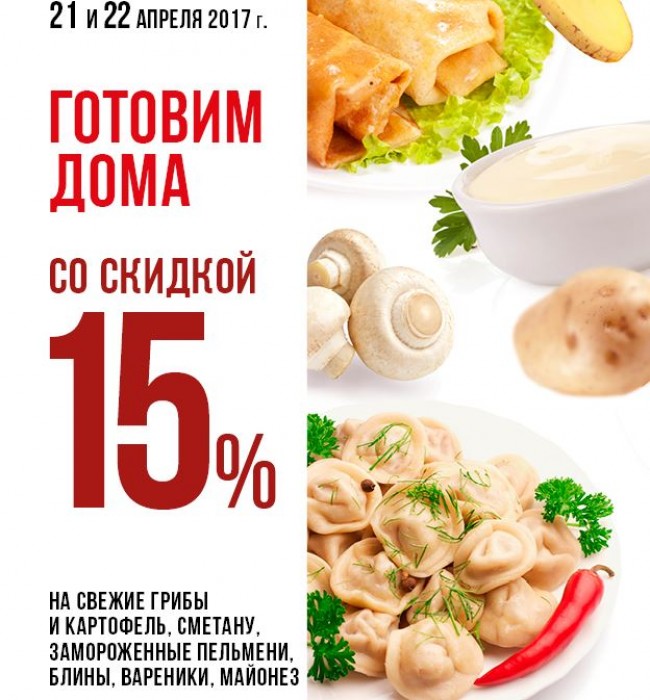 21 И 22 АПРЕЛЯ 2017 г.
ГОТОВИМ
ДОМА
СО СКИДКОЙ
15%
НА СВЕЖИЕ ГРИБЫ
И КАРТОФЕЛЬ, СМЕТАНУ,
ЗАМОРОЖЕННЫЕ ПЕЛЬМЕНИ,
БЛИНЫ, ВАРЕНИКИ, МАЙОНЕЗ